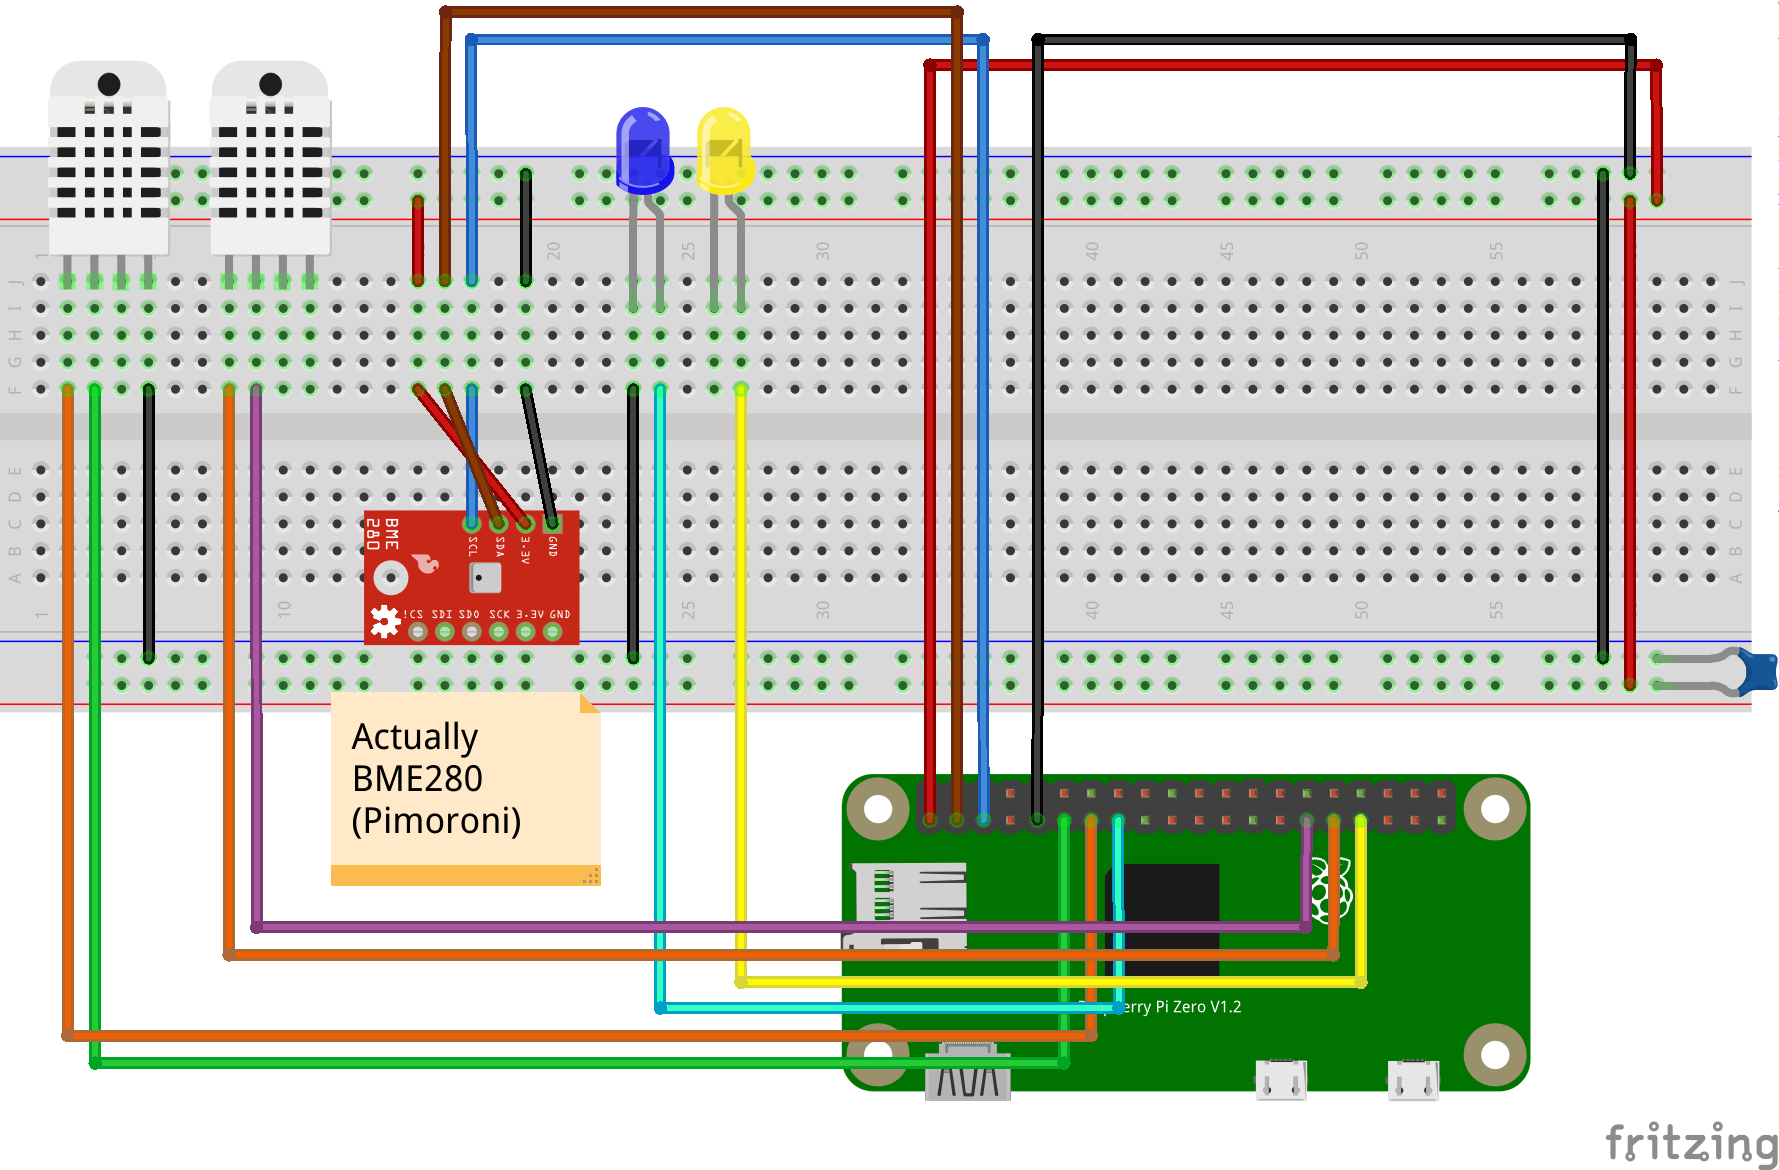 1
20
25
30
40
45
50
55
J
J
I
I
H
H
G
G
F
F
E
E
D
D
C
C
B
B
A
A
1
10
25
30
40
45
50
55
BME
280
SCL
SDA
3.3V
GND
!CS SDI SDO SCK 3.3V GND
Actually
BME280
(Pimoroni)
Pi Zero V1.2
fritzing